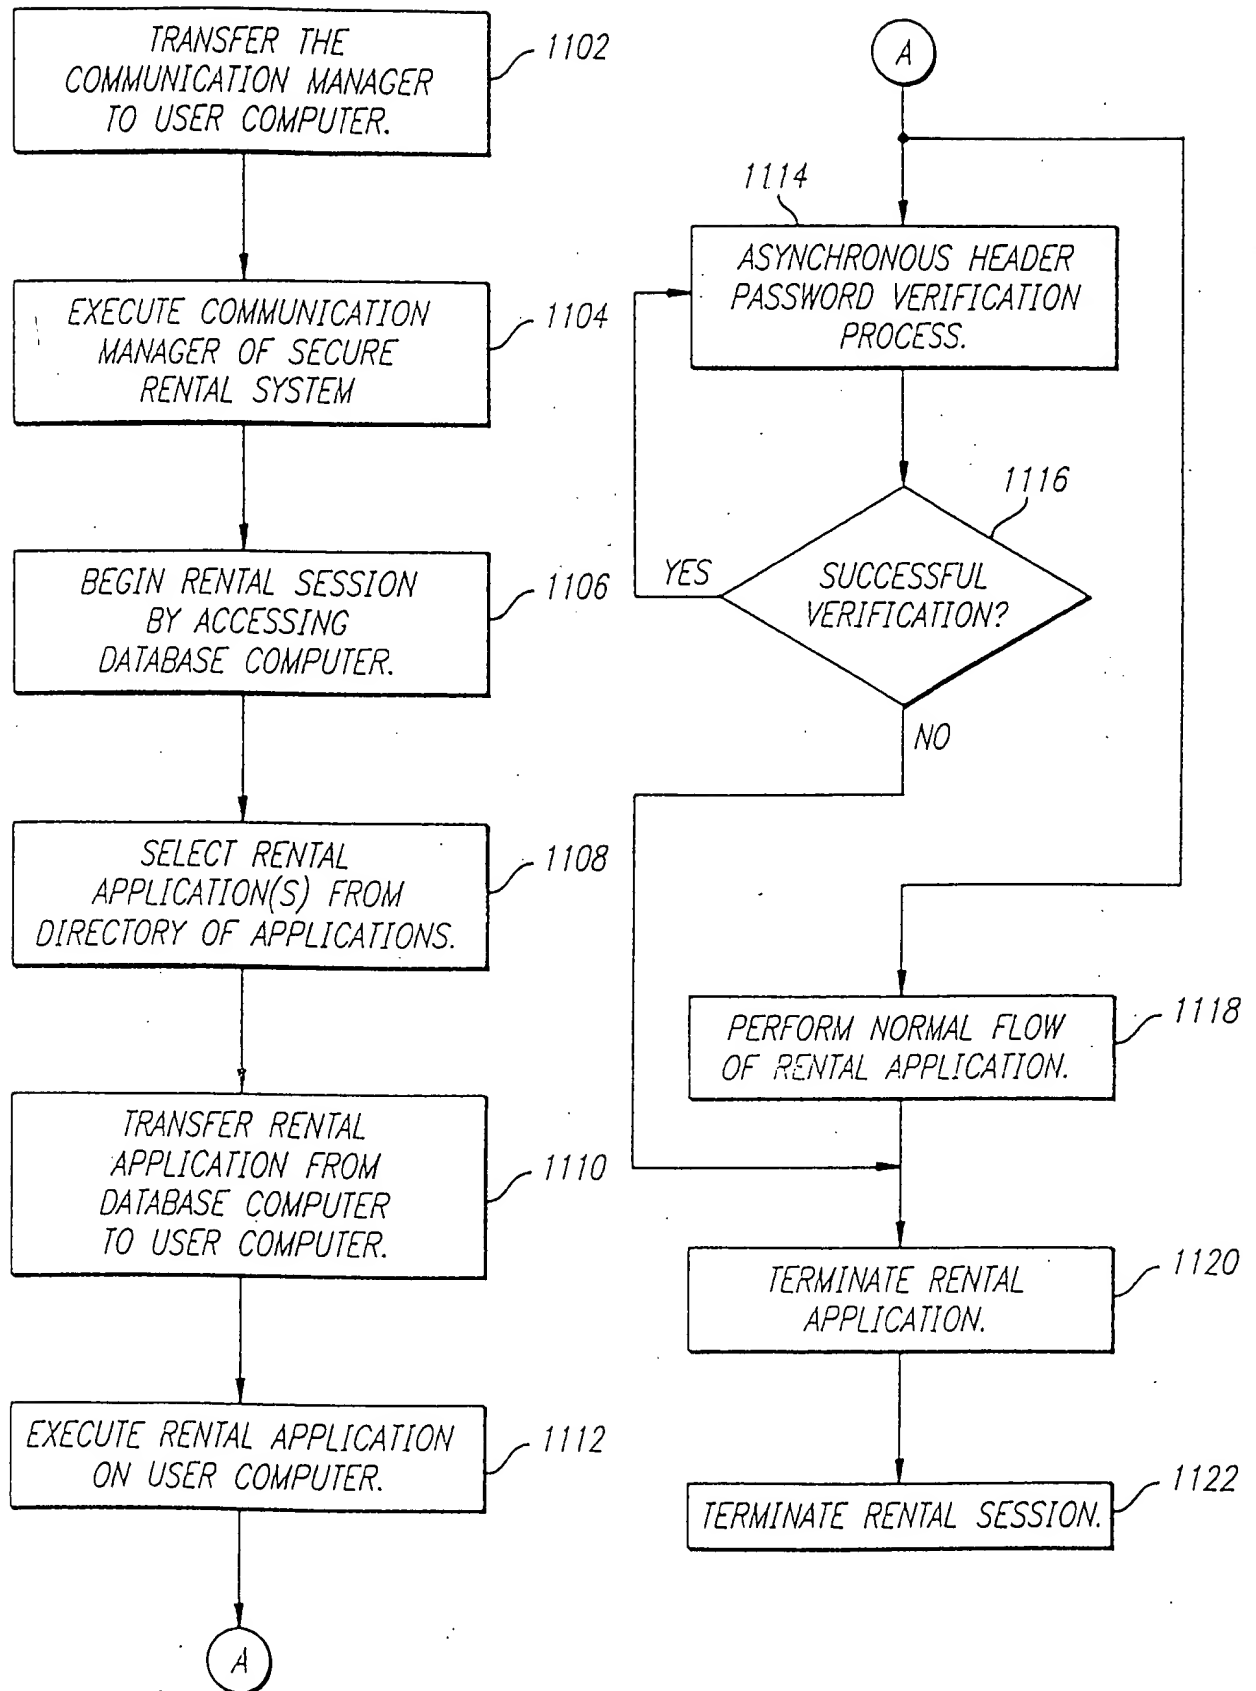 TRANSFER THE
COMMUNICATION MANAGER
TO USER COMPUTER.
1102
EXECUTE COMMUNICATION
MANAGER OF SECURE
RENTAL SYSTEM
1104
BEGIN RENTAL SESSION
BY ACCESSING
DATABASE COMPUTER.
1106
SELECT RENTAL
APPLICATION(S) FROM
DIRECTORY OF APPLICATIONS.
1108
TRANSFER RENTAL
APPLICATION FROM
DATABASE COMPUTER
TO USER COMPUTER.
1110
EXECUTE RENTAL APPLICATION
ON USER COMPUTER.
1112
A
A
1114
ASYNCHRONOUS HEADER
PASSWORD VERIFICATION
PROCESS.
1116
SUCCESSFUL
VERIFICATION?
YES
NO
PERFORM NORMAL FLOW
OF RENTAL APPLICATION.
1118
TERMINATE RENTAL
APPLICATION.
1120
TERMINATE RENTAL SESSION.
1122